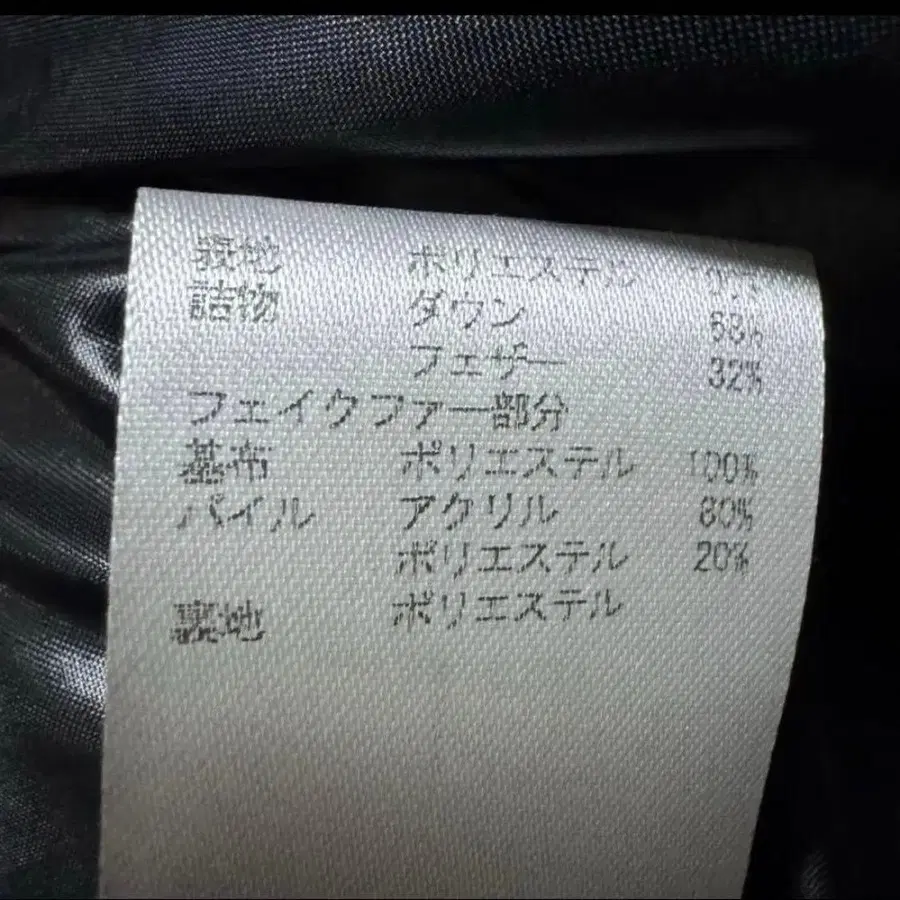 表地 ポリエステル 100%
詰物 ダウン 68%
フェザー 32%
フェイクファー部分
基布 ポリエステル 100%
パイル アクリル 80%
ポリエステル 20%
裏地 ポリエステル